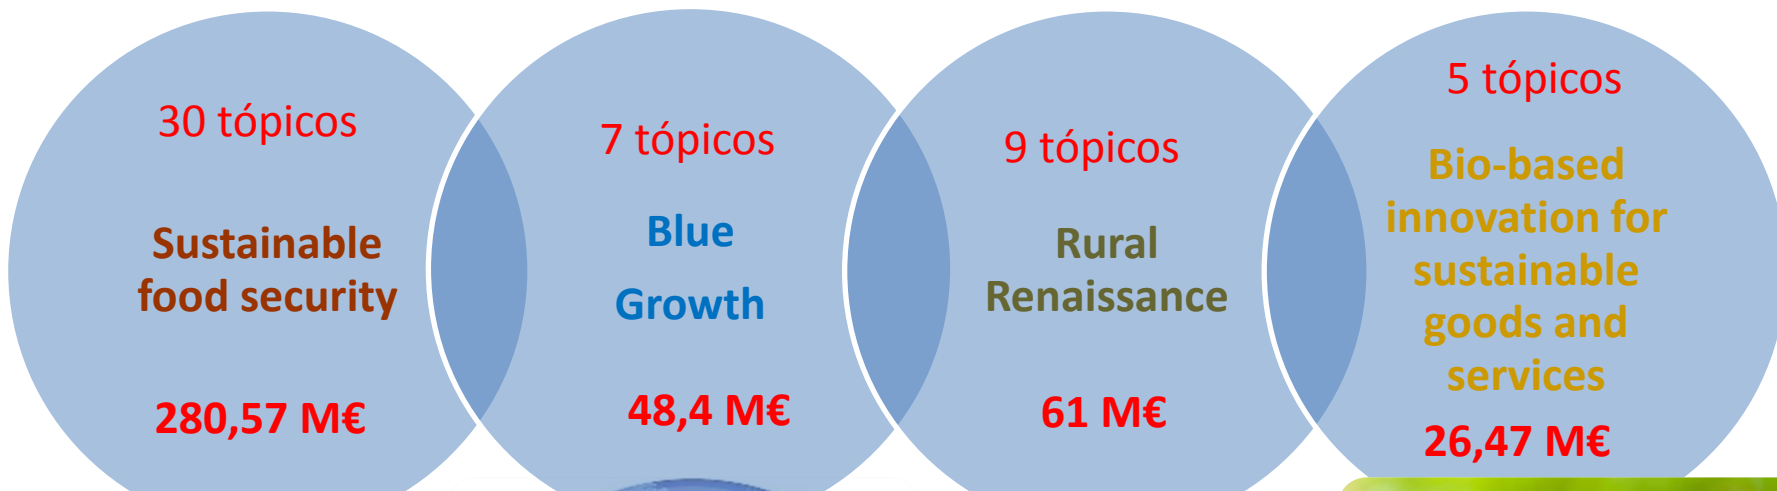 30 tópicos
Sustainable
food security
280,57 M€
7 tópicos
Blue
Growth
48,4 M€
9 tópicos
Rural
Renaissance
61 M€
5 tópicos
Bio-based
innovation for
sustainable
goods and
services
26,47 M€